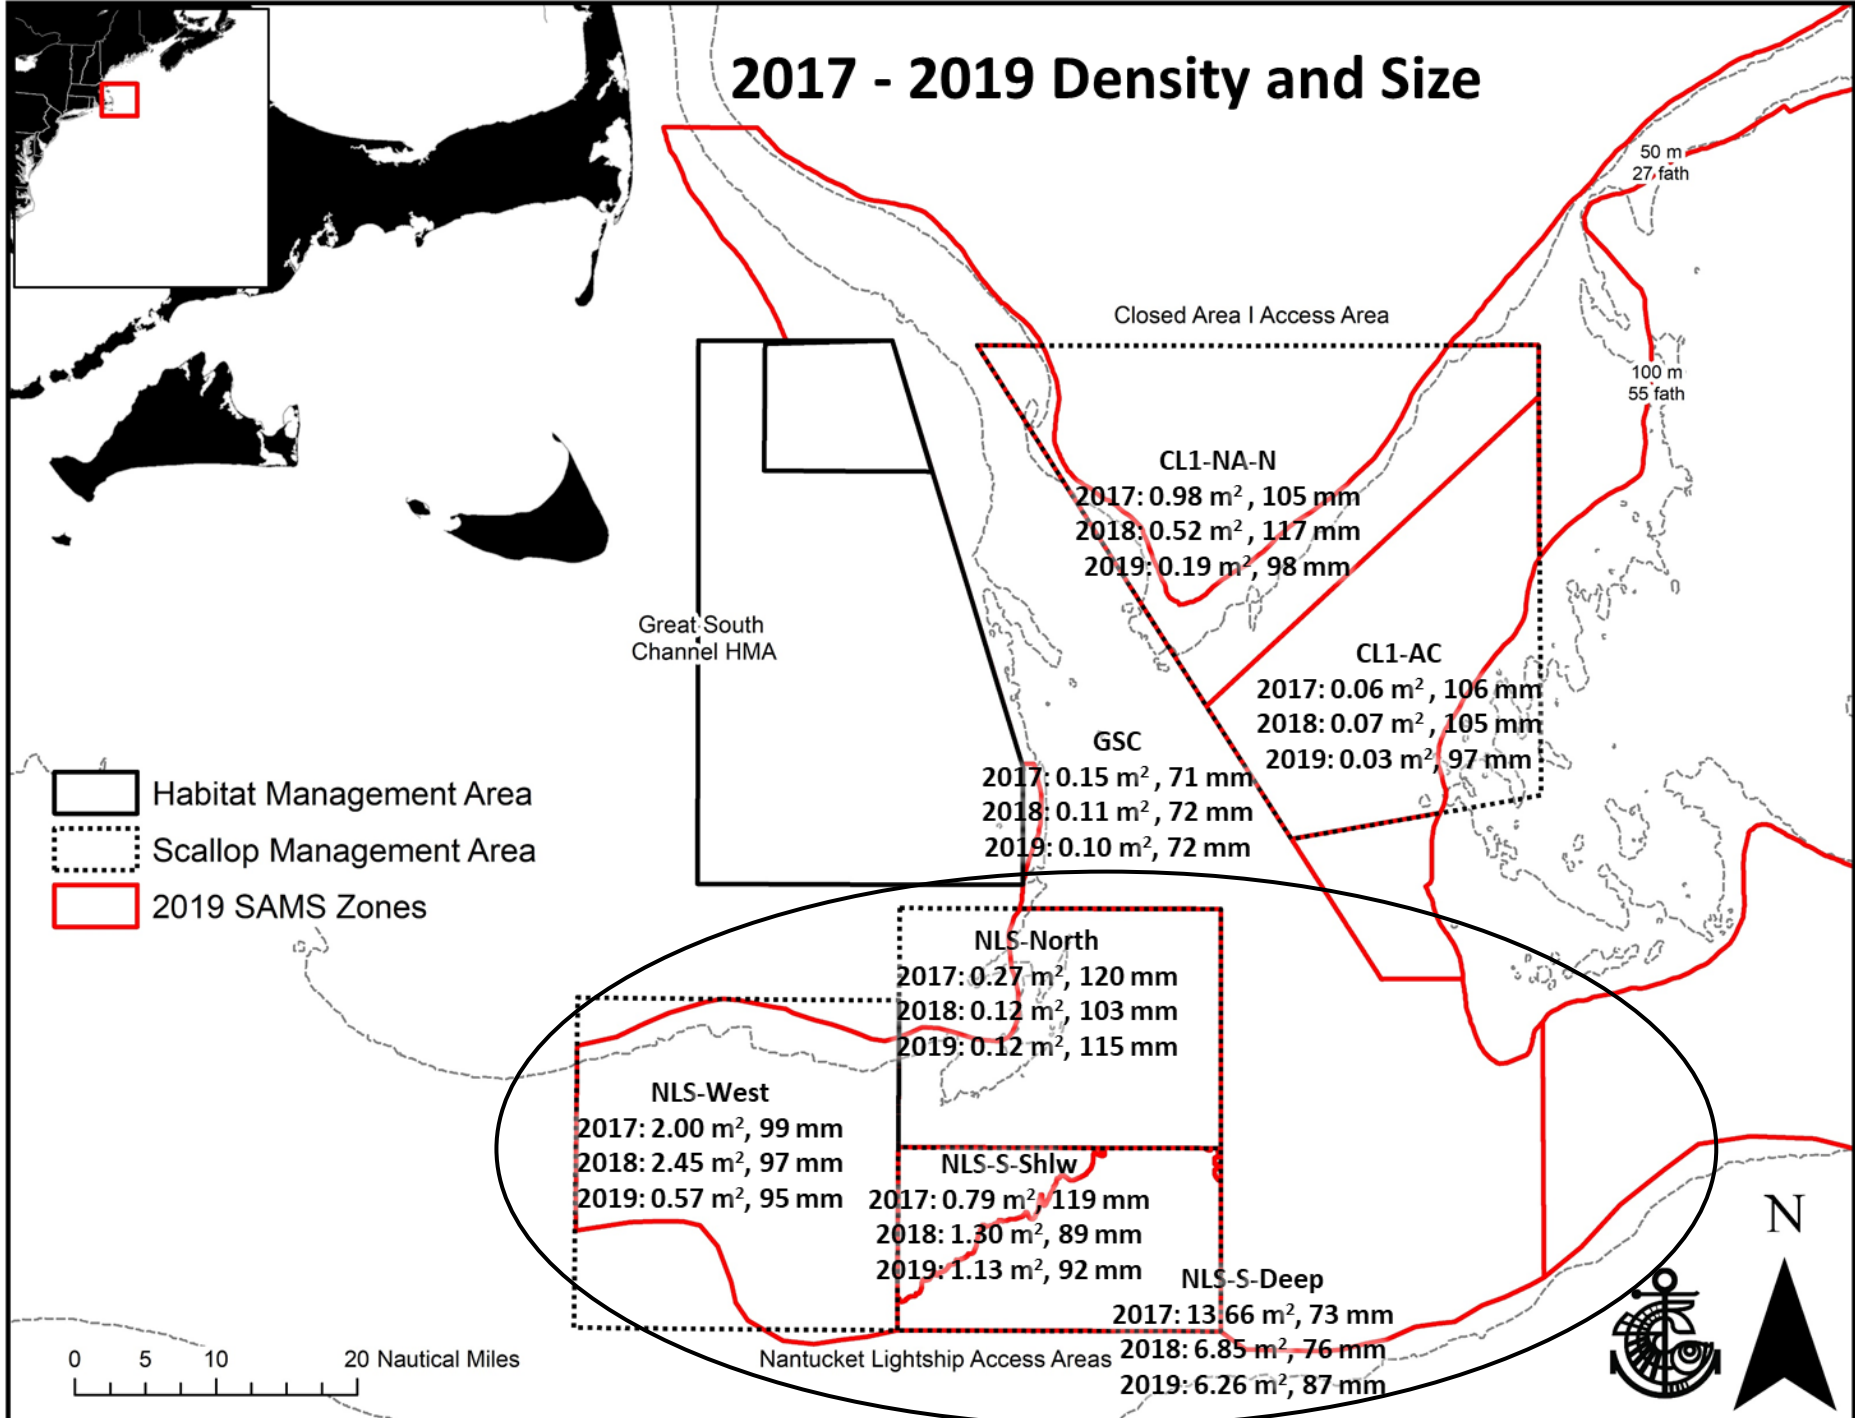 2017 - 2019 Density and Size
50 m
27 fath
Closed Area I Access Area
100 m
55 fath
CL1-NA-N
2017: 0.98 m², 105 mm
2018: 0.52 m², 117 mm
2019: 0.19 m², 98 mm
Great South
Channel HMA
CL1-AC
2017: 0.06 m², 106 mm
2018: 0.07 m², 105 mm
2019: 0.03 m², 97 mm
GSC
2017: 0.15 m², 71 mm
2018: 0.11 m², 72 mm
2019: 0.10 m², 72 mm
Habitat Management Area
Scallop Management Area
2019 SAMS Zones
NLS-North
2017: 0.27 m², 120 mm
2018: 0.12 m², 103 mm
2019: 0.12 m², 115 mm
NLS-West
2017: 2.00 m², 99 mm
2018: 2.45 m², 97 mm
2019: 0.57 m², 95 mm
NLS-S-Shlw
2017: 0.79 m², 119 mm
2018: 1.30 m², 89 mm
2019: 1.13 m², 92 mm
NLS-S-Deep
2017: 13.66 m², 73 mm
2018: 6.85 m², 76 mm
2019: 6.26 m², 87 mm
N
0 5 10 20 Nautical Miles
Nantucket Lightship Access Areas